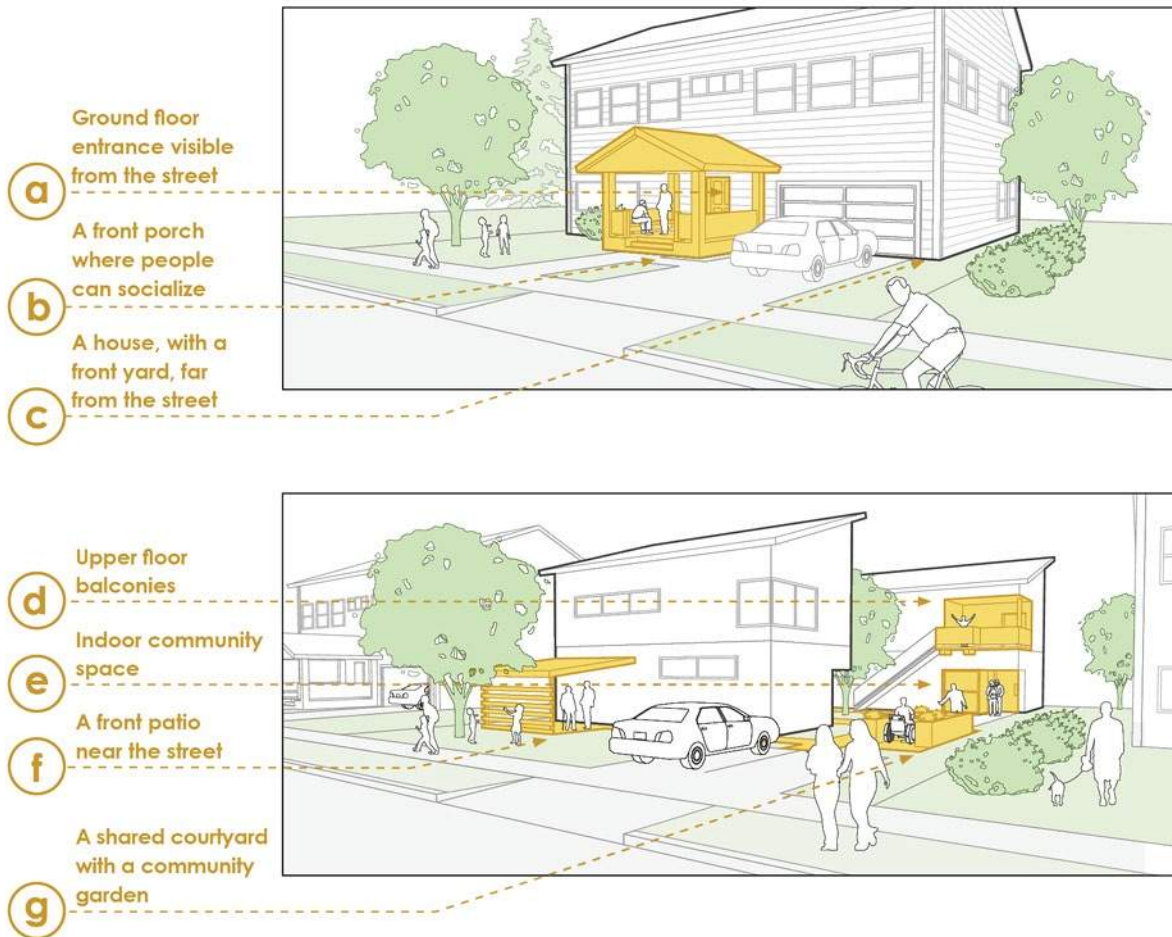 Ground floor
entrance visible
from the street
a
A front porch
where people
can socialize
b
A house, with a
front yard, far
from the street
c
Upper floor
balconies
d
Indoor community
space
e
A front patio
near the street
f
A shared courtyard
with a community
garden
g